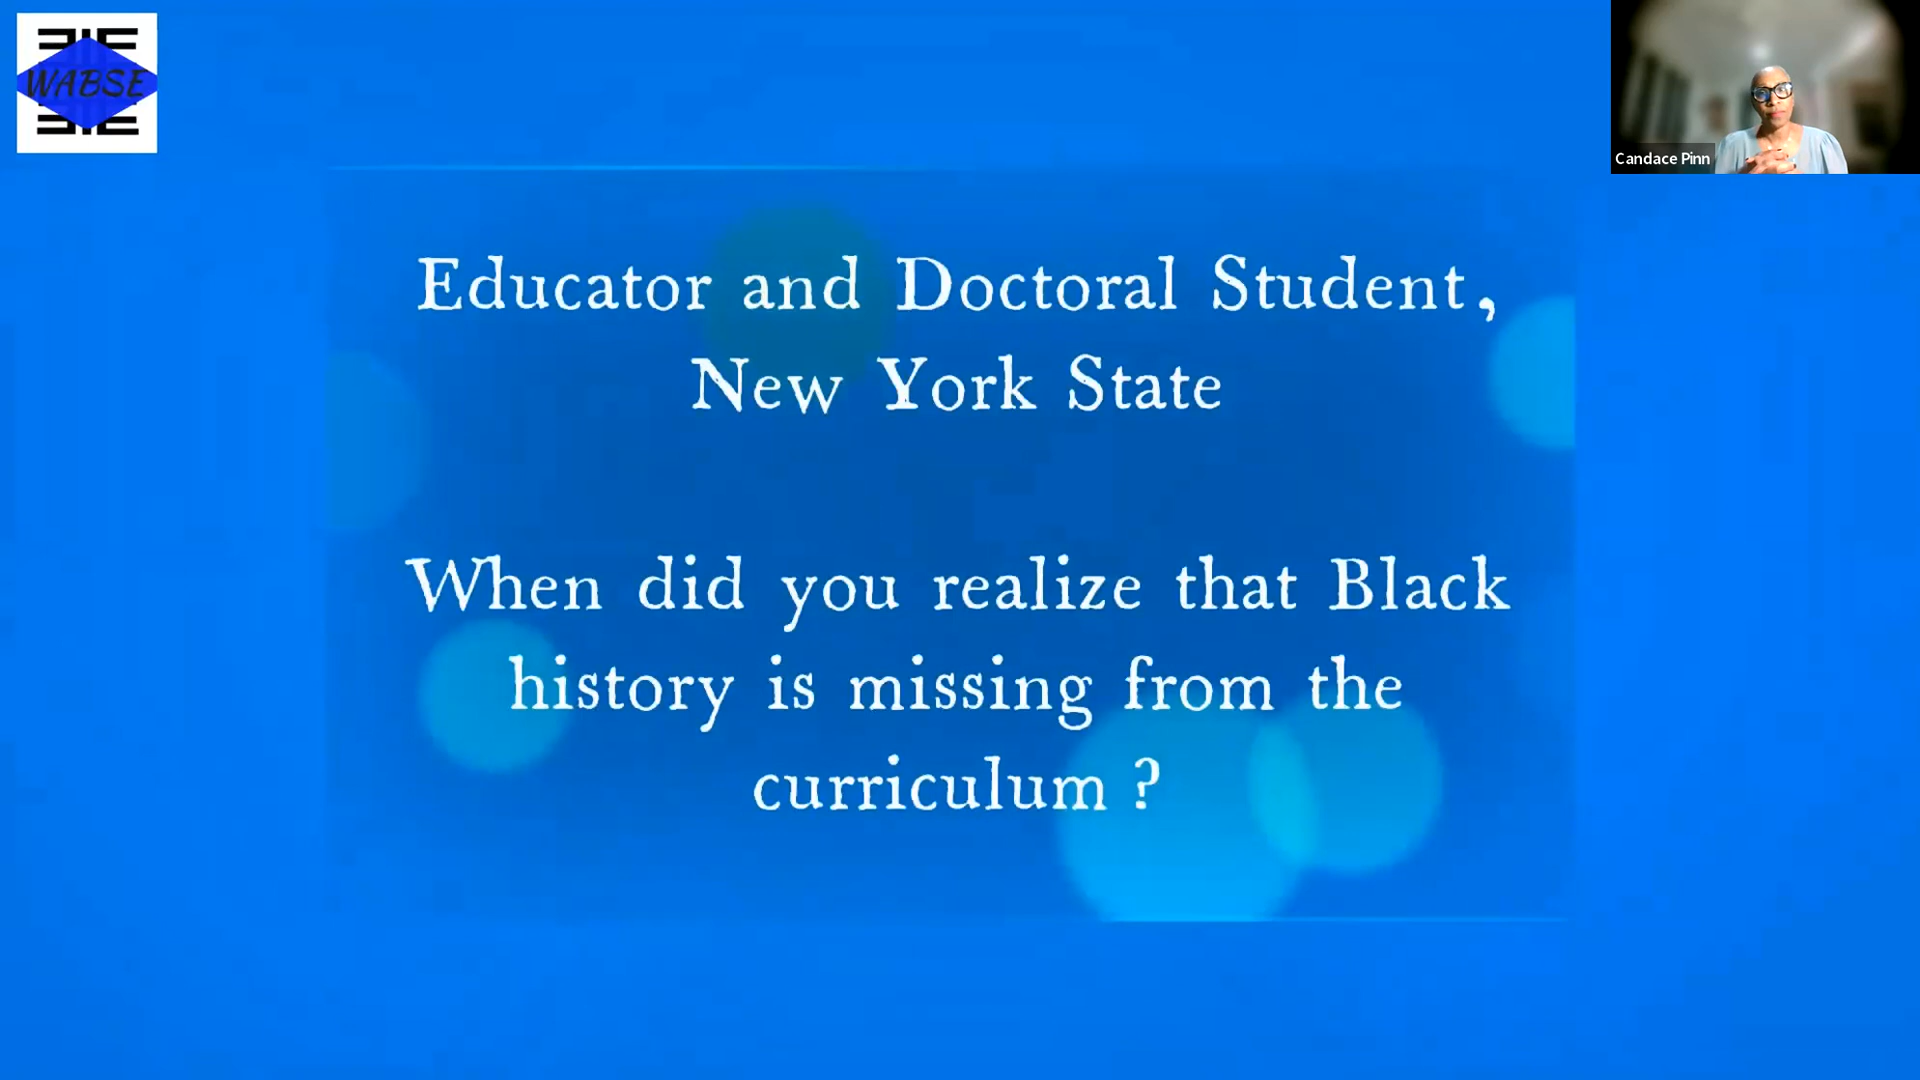 WABSE
Candace Pinn
Educator and Doctoral Student,
New York State
When did you realize that Black
history is missing from the
curriculum ?